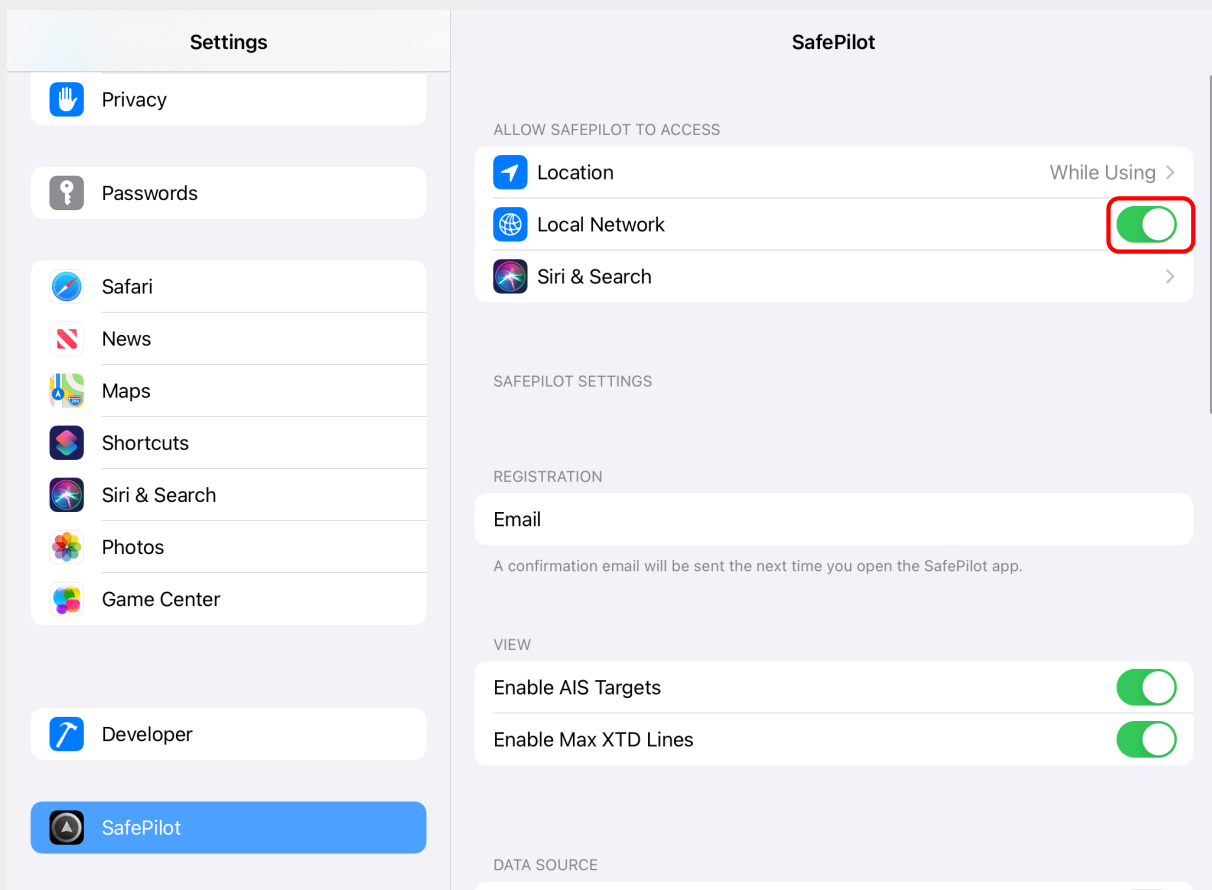 Settings
Privacy
Passwords
Safari
News
Maps
Shortcuts
Siri & Search
Photos
Game Center
Developer
SafePilot
SafePilot
ALLOW SAFEPILOT TO ACCESS
Location While Using
Local Network
Siri & Search
SAFEPILOT SETTINGS
REGISTRATION
Email
A confirmation email will be sent the next time you open the SafePilot app.
VIEW
Enable AIS Targets
Enable Max XTD Lines
DATA SOURCE